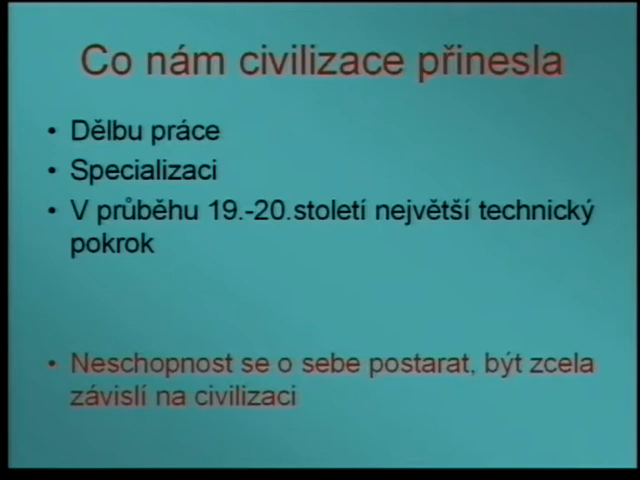 Co nám civilizace přinesla
• Dělbu práce
• Specializaci
• V průběhu 19.-20.století největší technický
pokrok
• Neschopnost se o sebe postarat, být zcela
závislí na civilizaci